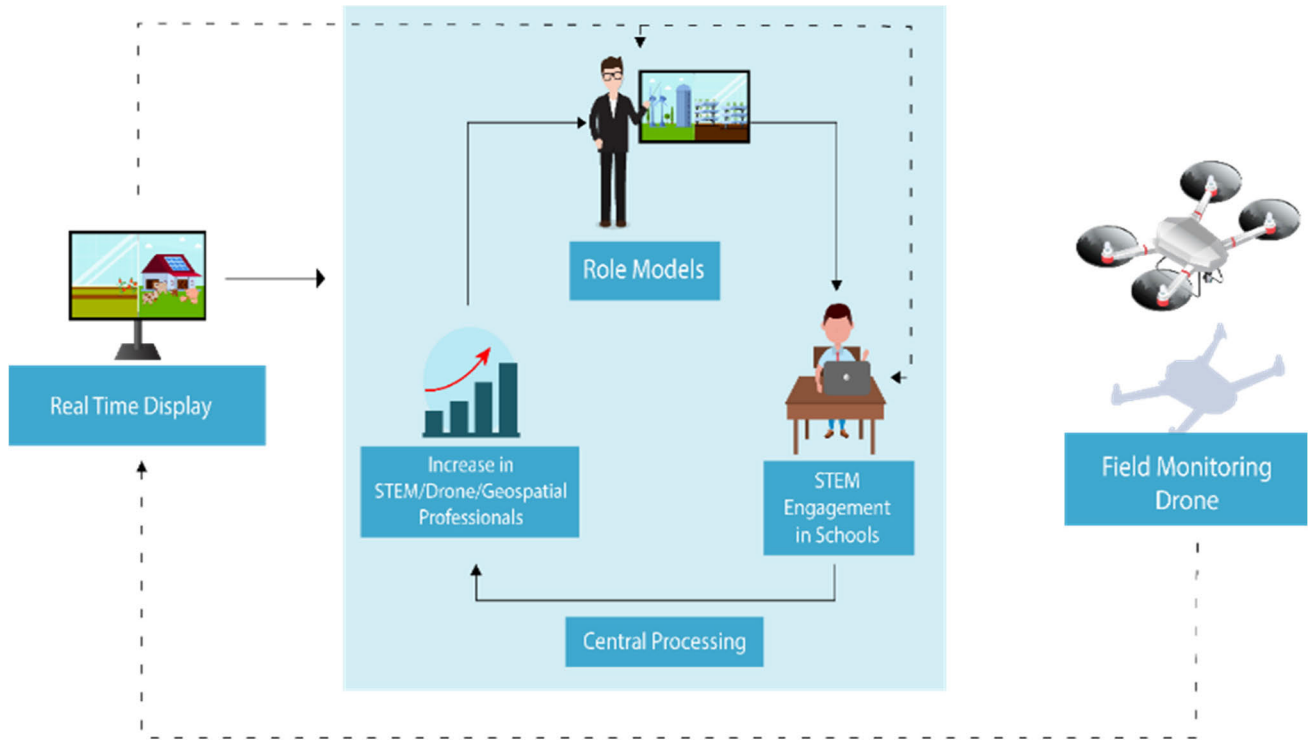 Role Models
Real Time Display
Increase in
STEM/Drone/Geospatial
Professionals
STEM
Engagement
in Schools
Field Monitoring
Drone
Central Processing